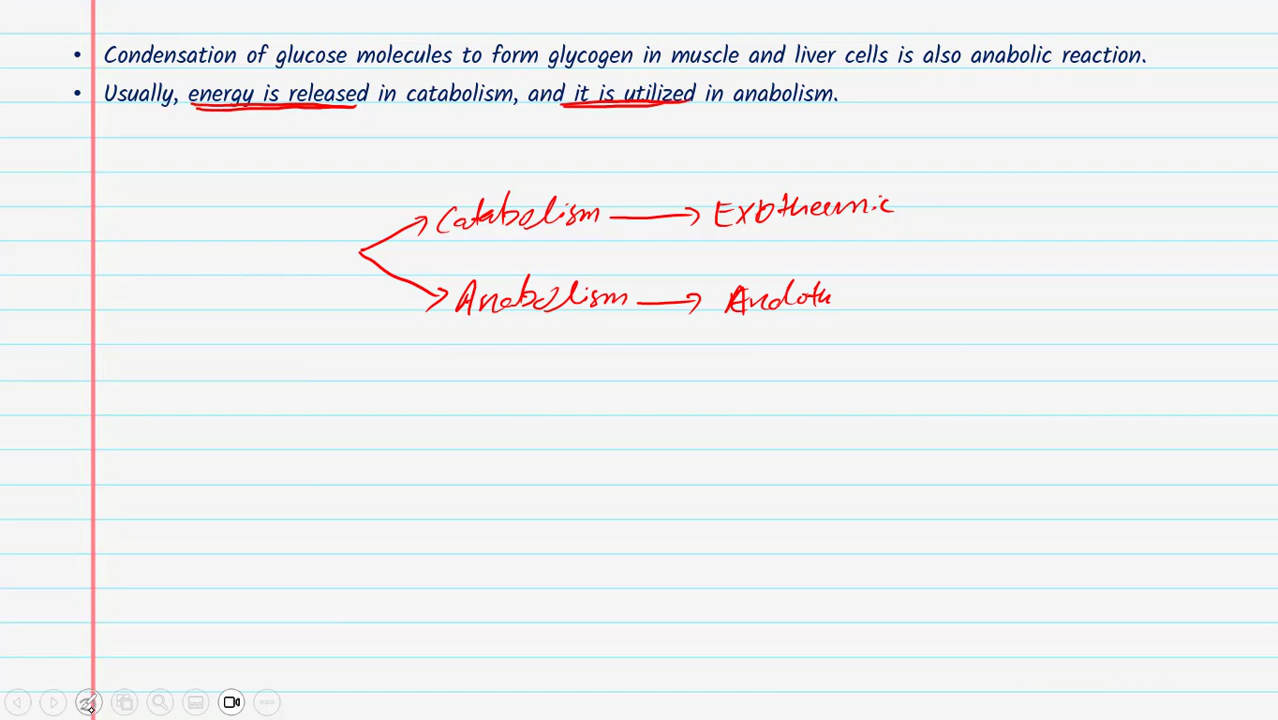 • Condensation of glucose molecules to form glycogen in muscle and liver cells is also anabolic reaction.
• Usually, energy is released in catabolism, and it is utilized in anabolism.
Catabolism → Exothermic
Anabolism → Endoth